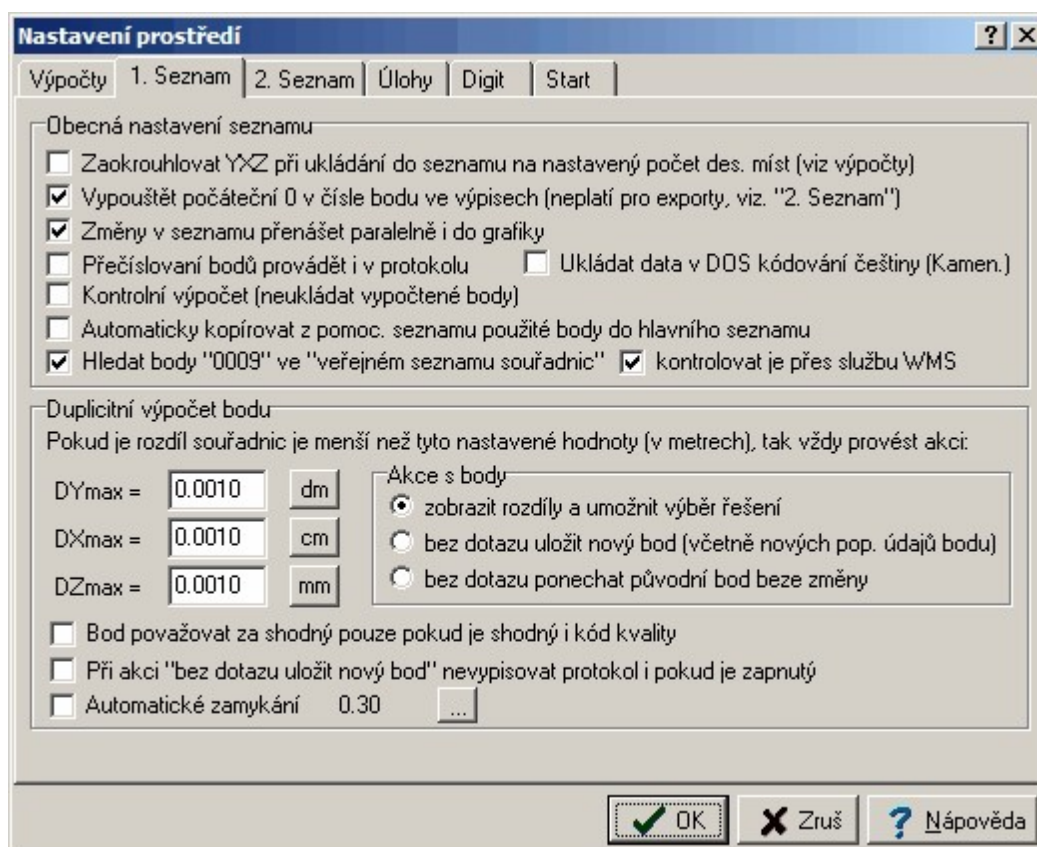 Nastavení prostředí
Výpočty 1. Seznam 2. Seznam Úlohy Digit Start
Obecná nastavení seznamu
Zaokrouhlovat YXZ při ukládání do seznamu na nastavený počet des. míst (viz výpočty)
Vypouštět počáteční 0 v čísle bodu ve výpisech (neplatí pro exporty, viz. "2. Seznam")
Změny v seznamu přenášet paralelně i do grafiky
Přečíslovaní bodů provádět i v protokolu Ukládat data v DOS kódování češtiny (Kamen.)
Kontrolní výpočet (neukládat vypočtené body)
Automaticky kopírovat z pomoc. seznamu použité body do hlavního seznamu
Hledat body "0009" ve "veřejném seznamu souřadnic" kontrolovat je přes službu WMS
Duplicitní výpočet bodu
Pokud je rozdíl souřadnic je menší než tyto nastavené hodnoty (v metrech), tak vždy provést akci:
DYmax = 0.0010 dm
DXmax = 0.0010 cm
DZmax = 0.0010 mm
Akce s body
zobrazit rozdíly a umožnit výběr řešení
bez dotazu uložit nový bod (včetně nových pop. údajů bodu)
bez dotazu ponechat původní bod beze změny
Bod považovat za shodný pouze pokud je shodný i kód kvality
Při akci "bez dotazu uložit nový bod" nevypisovat protokol i pokud je zapnutý
Automatické zamykání 0.30 ...
OK Zruš Nápověda